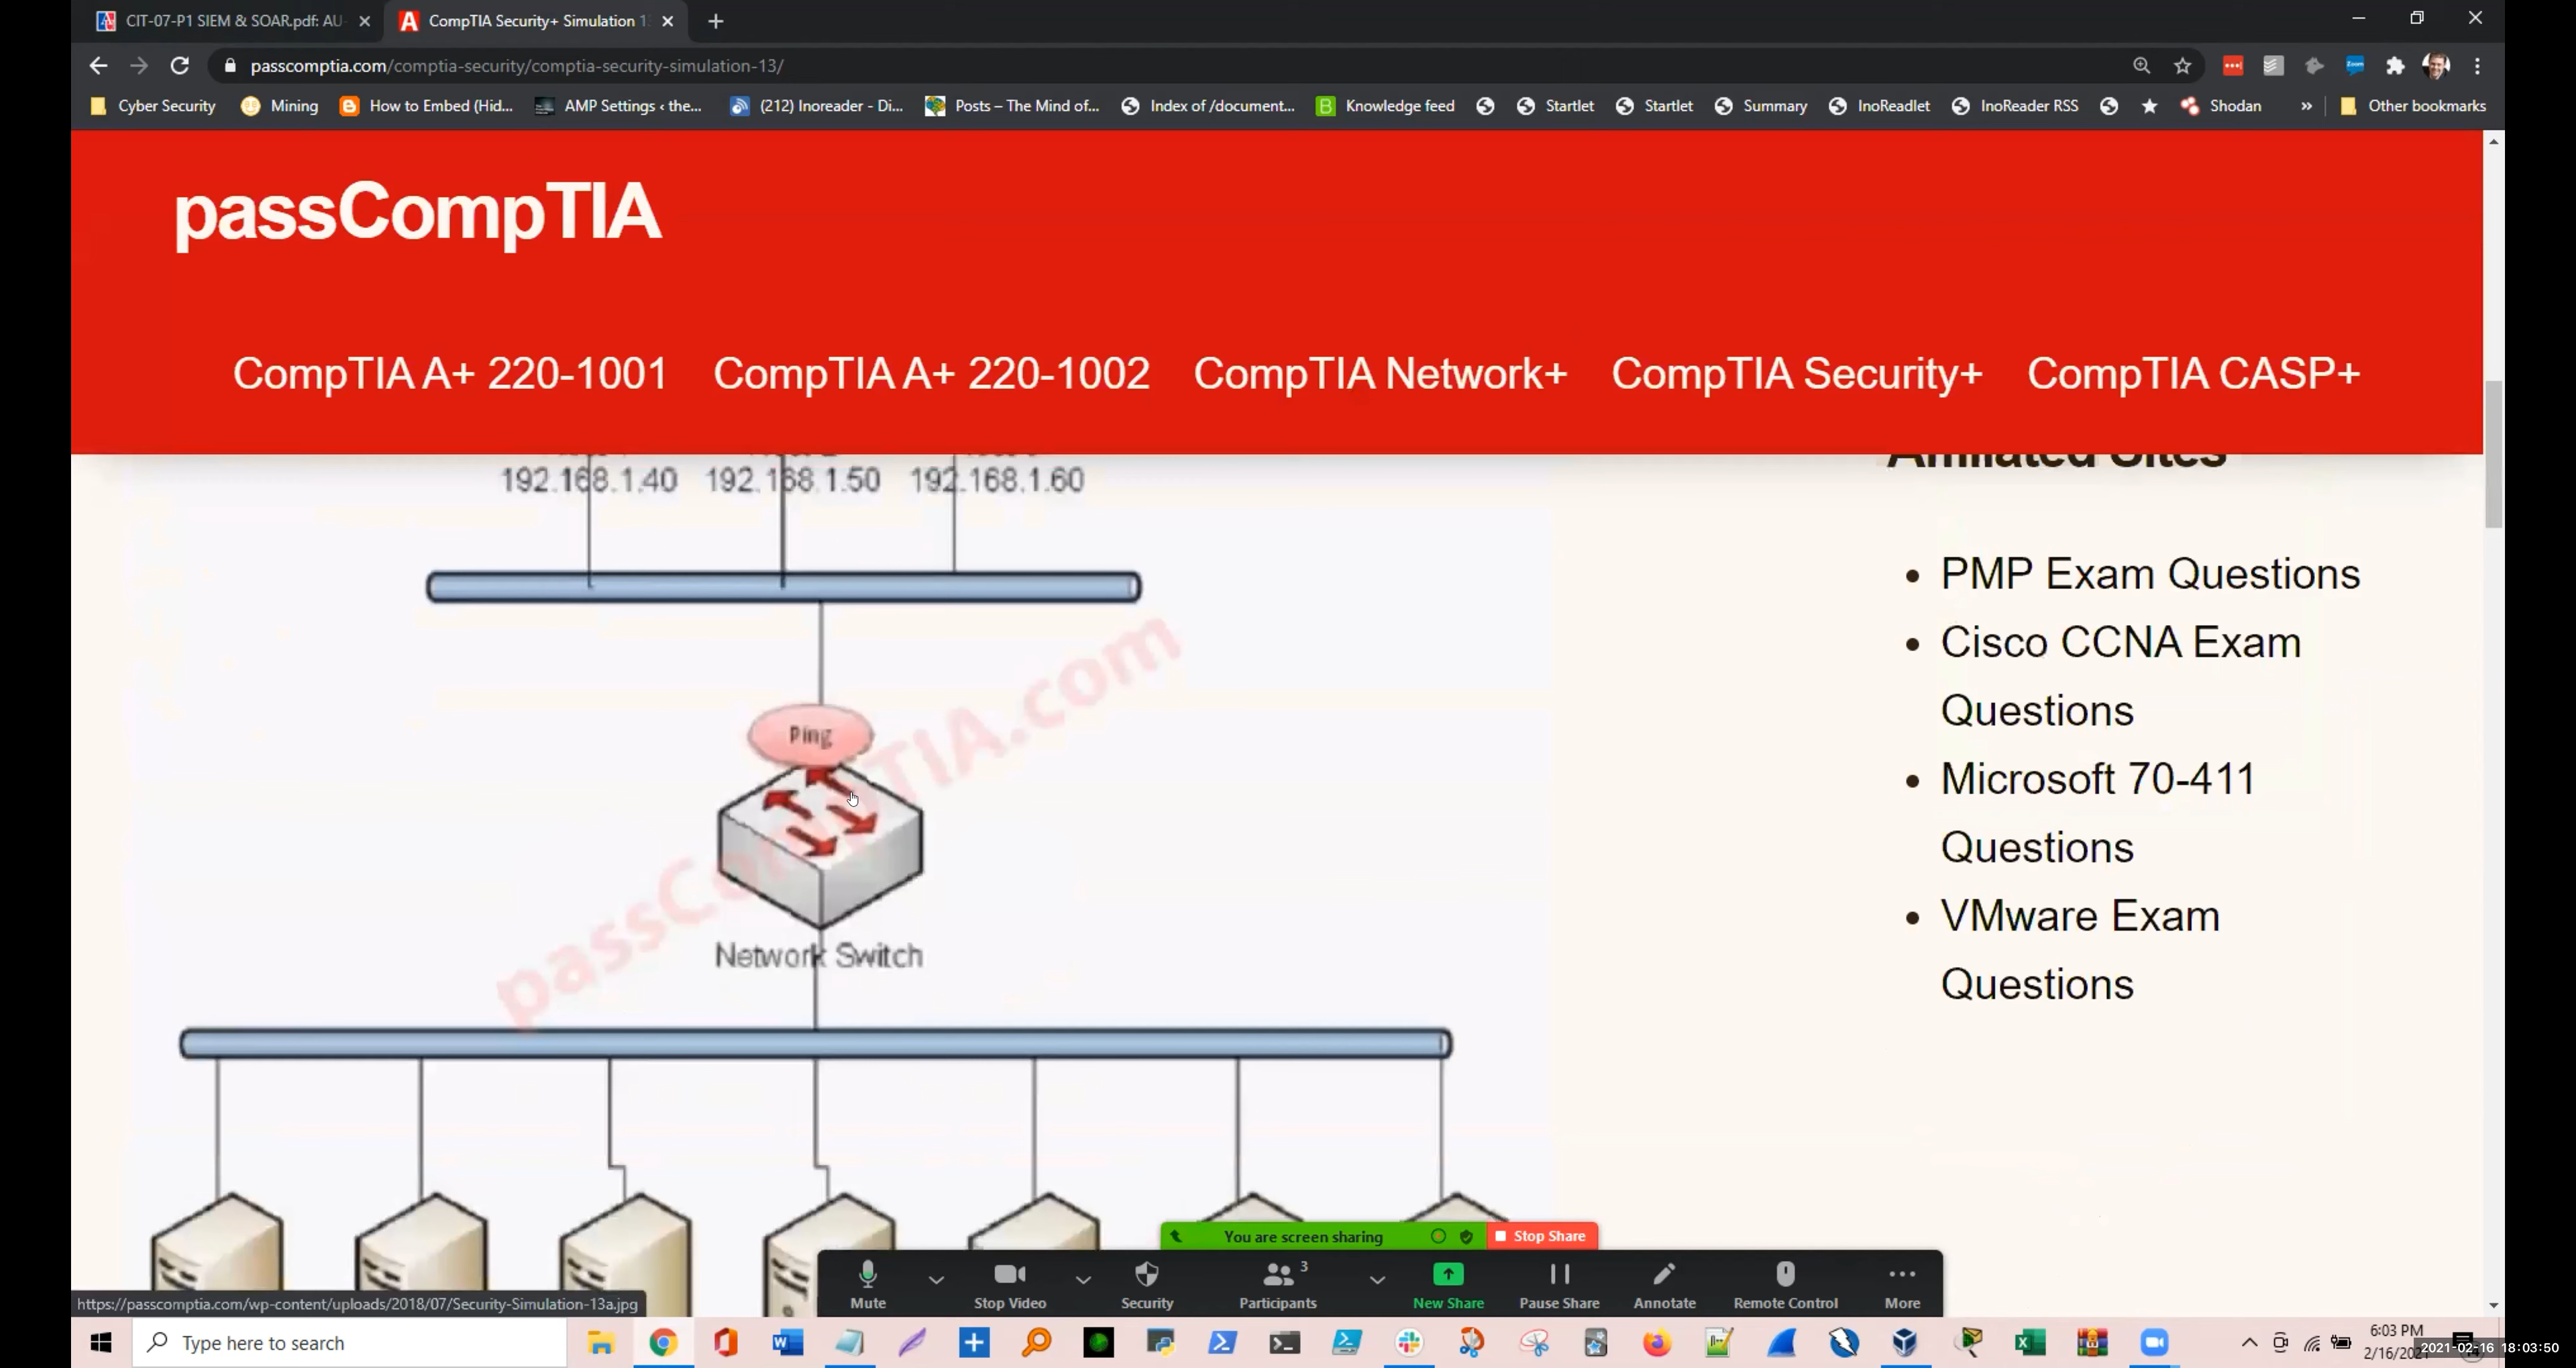 CIT-07-P1 SIEM & SOAR.pdf: AU-
CompTIA Security+ Simulation 1
passcomptia.com/comptia-security/comptia-security-simulation-13/
Cyber Security
Mining
How to Embed (Hid...
AMP Settings ‹ the...
(212) Inoreader - Di...
Posts – The Mind of...
Index of /document...
Knowledge feed
Startlet
Startlet
Summary
InoReadlet
InoReader RSS
Shodan
»
Other bookmarks
passCompTIA
CompTIA A+ 220-1001
CompTIA A+ 220-1002
CompTIA Network+
CompTIA Security+
CompTIA CASP+
Affiliated Sites
192.168.1.40
192.168.1.50
192.168.1.60
PMP Exam Questions
Cisco CCNA Exam
Questions
Microsoft 70-411
Questions
VMware Exam
Questions
Ping
passCompTIA.com
Network Switch
You are screen sharing
Stop Share
Mute
Stop Video
Security
Participants
3
New Share
Pause Share
Annotate
Remote Control
More
https://passcomptia.com/wp-content/uploads/2018/07/Security-Simulation-13a.jpg
Type here to search
6:03 PM
2/16/202
2021-02-16 18:03:50